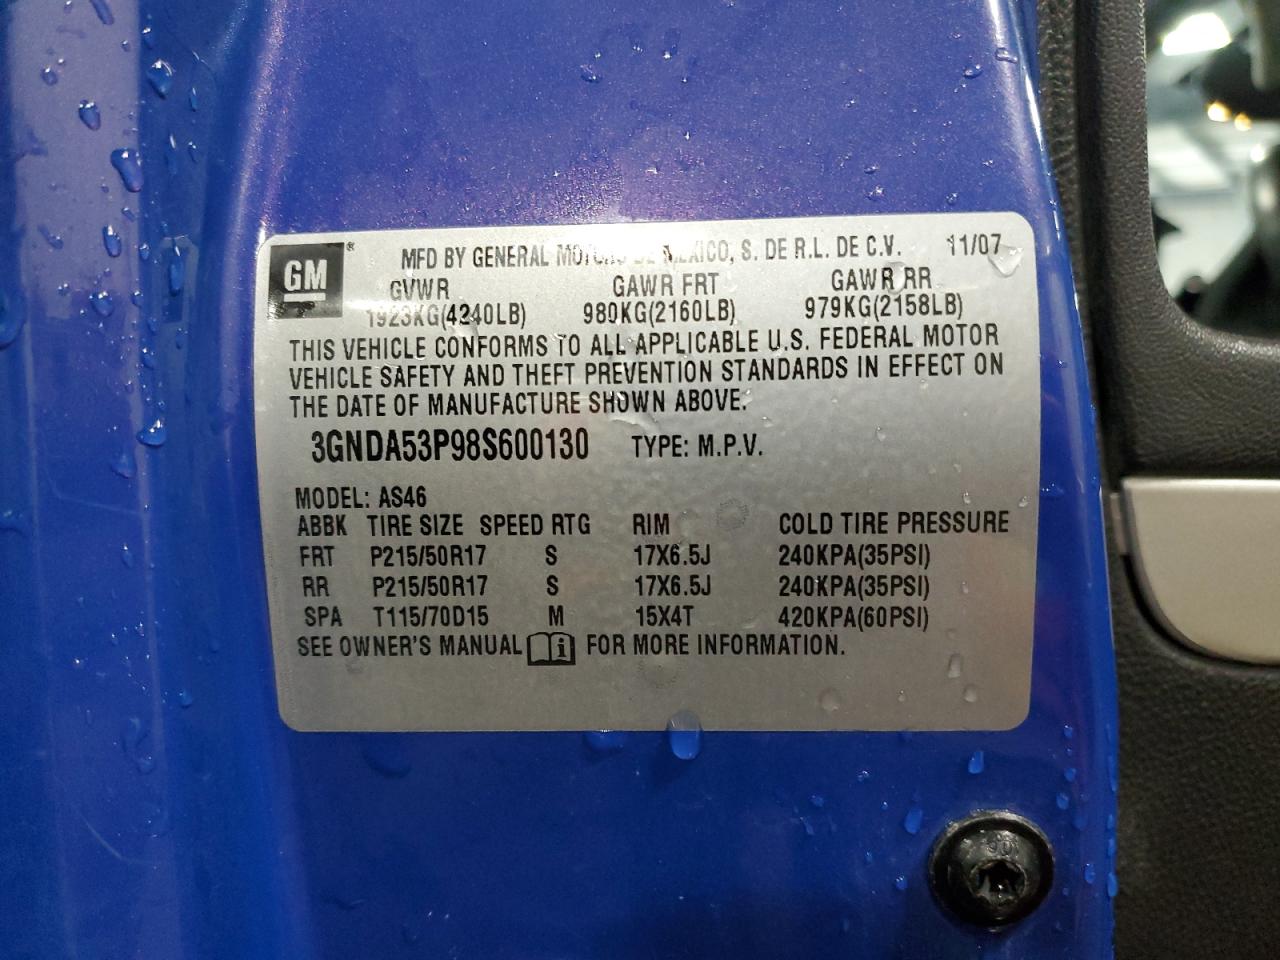 GM ® MFD BY GENERAL MOTORS DE MEXICO, S. DE R.L. DE C.V. 11/07
GVWR GAWR FRT GAWR RR
1923KG(4240LB) 980KG(2160LB) 979KG(2158LB)
THIS VEHICLE CONFORMS TO ALL APPLICABLE U.S. FEDERAL MOTOR
VEHICLE SAFETY AND THEFT PREVENTION STANDARDS IN EFFECT ON
THE DATE OF MANUFACTURE SHOWN ABOVE.
3GNDA53P98S600130 TYPE: M.P.V.
MODEL: AS46
ABBK TIRE SIZE SPEED RTG RIM COLD TIRE PRESSURE
FRT P215/50R17 S 17X6.5J 240KPA(35PSI)
RR P215/50R17 S 17X6.5J 240KPA(35PSI)
SPA T115/70D15 M 15X4T 420KPA(60PSI)
SEE OWNER'S MANUAL FOR MORE INFORMATION.